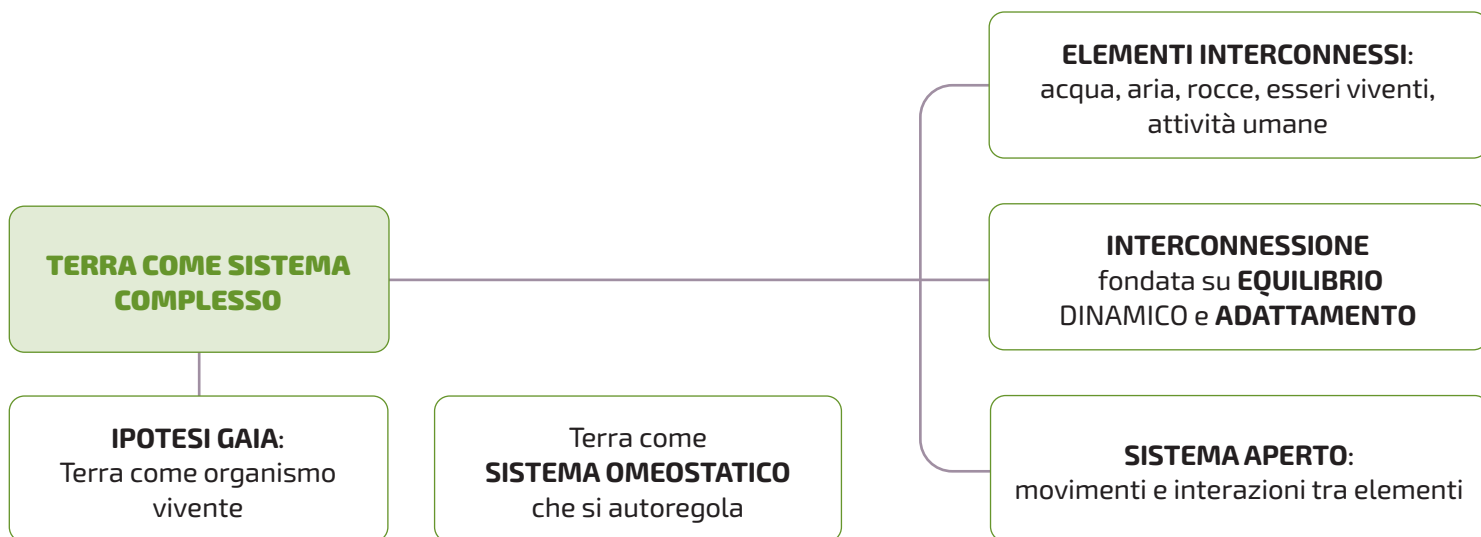 TERRA COME SISTEMA
COMPLESSO
ELEMENTI INTERCONNESSI:
acqua, aria, rocce, esseri viventi,
attività umane
INTERCONNESSIONE
fondata su EQUILIBRIO
DINAMICO e ADATTAMENTO
SISTEMA APERTO:
movimenti e interazioni tra elementi
IPOTESI GAIA:
Terra come organismo
vivente
Terra come
SISTEMA OMEOSTATICO
che si autoregola